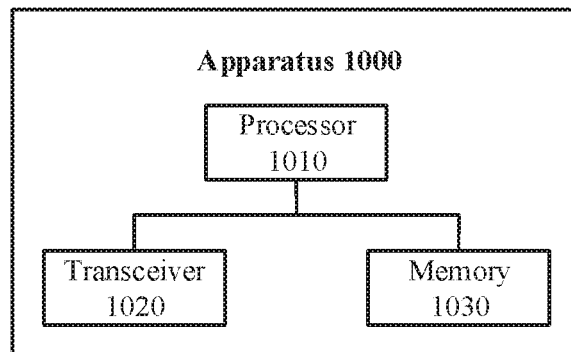 Apparatus 1000
Processor
1010
Transceiver
1020
Memory
1030